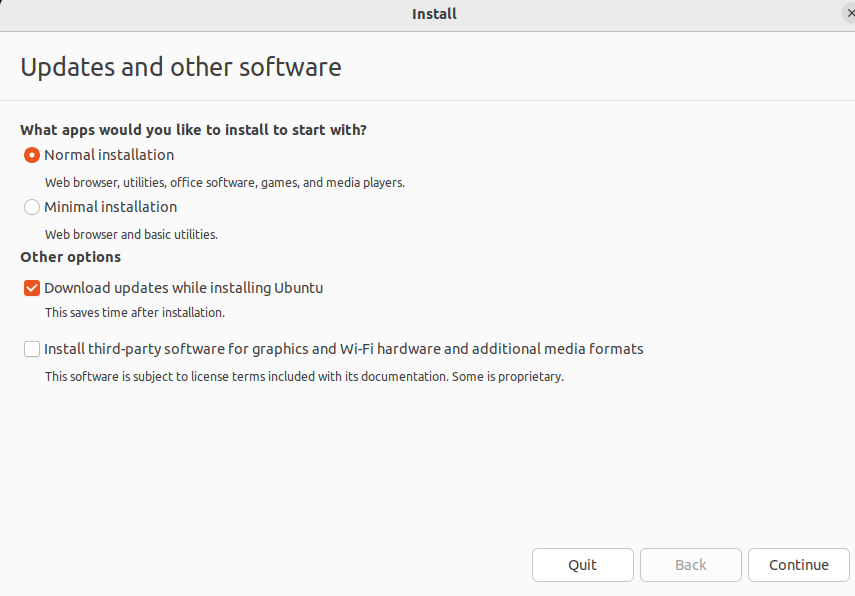 Install
Updates and other software
What apps would you like to install to start with?
Normal installation
Web browser, utilities, office software, games, and media players.
Minimal installation
Web browser and basic utilities.
Other options
Download updates while installing Ubuntu
This saves time after installation.
Install third-party software for graphics and Wi-Fi hardware and additional media formats
This software is subject to license terms included with its documentation. Some is proprietary.
Quit Back Continue